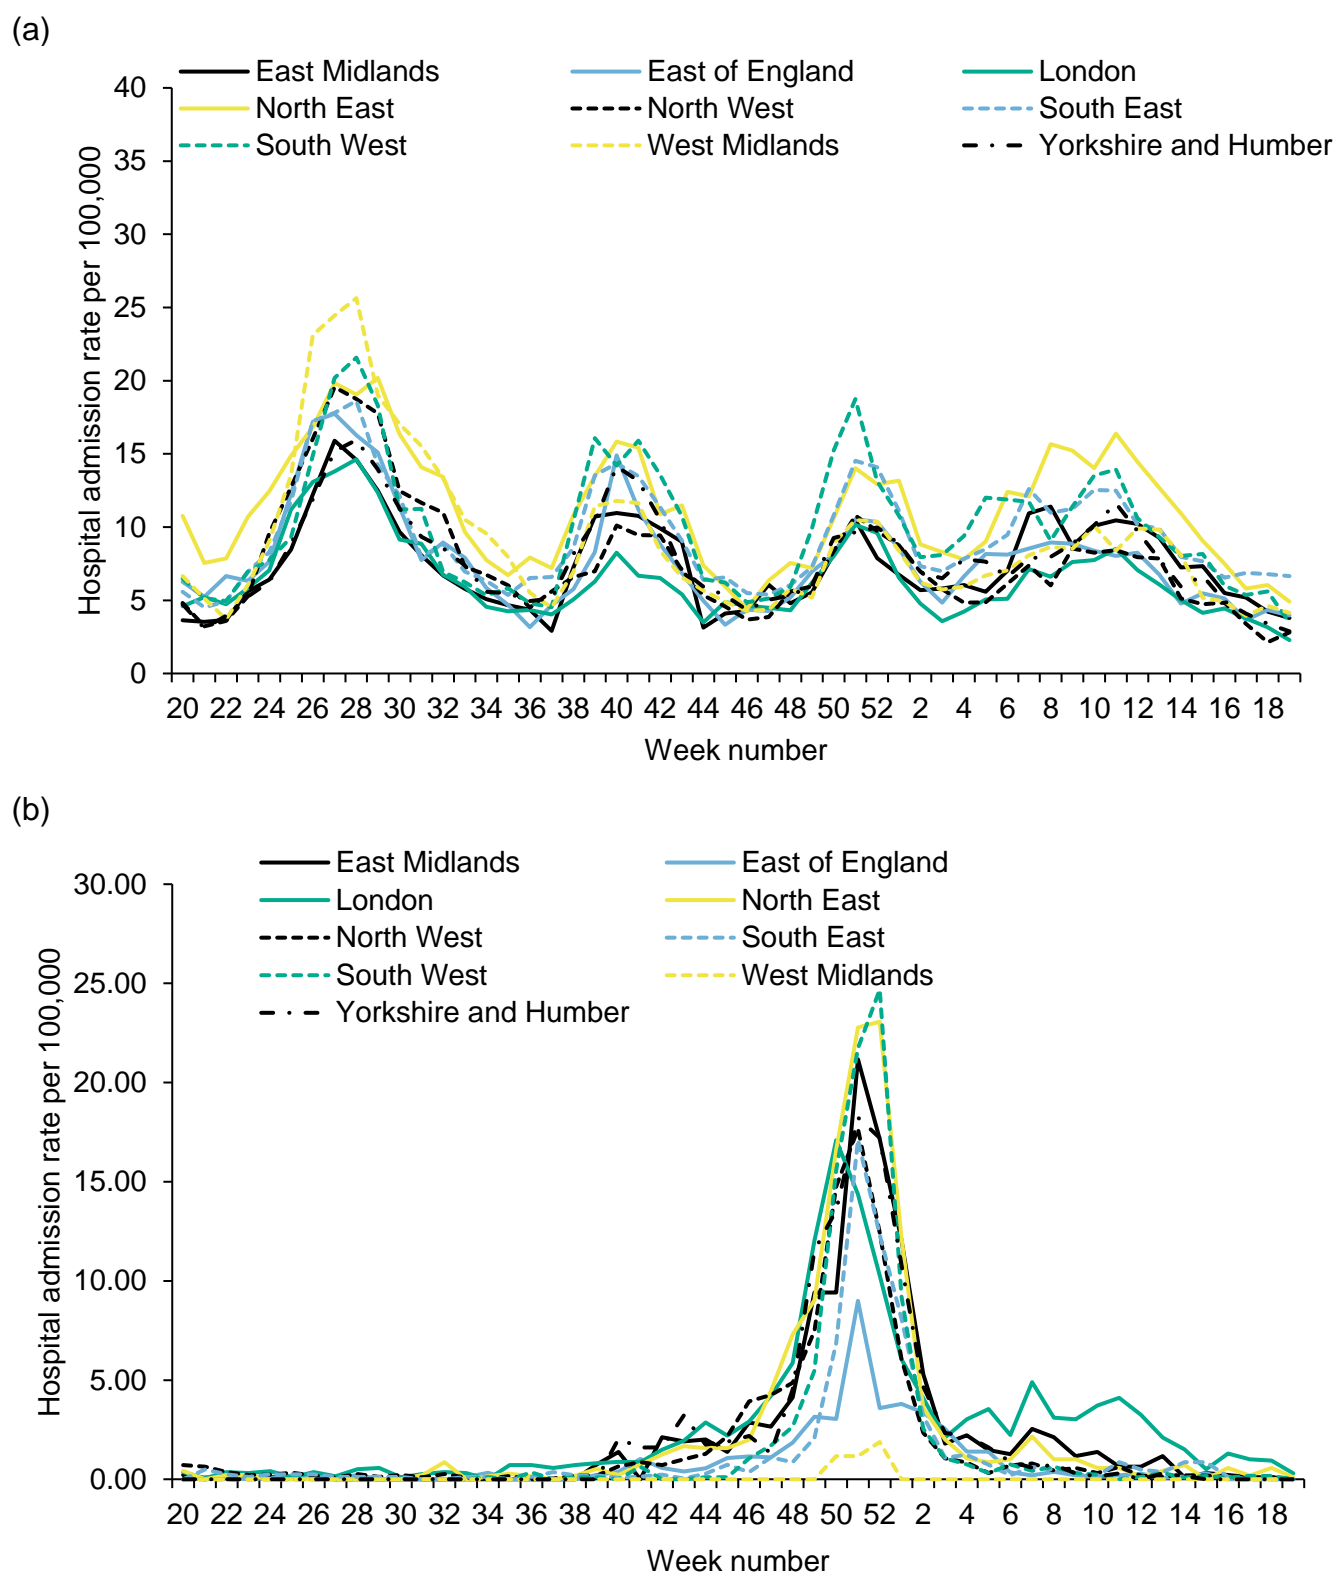 (a)
East Midlands East of England London
North East North West South East
South West West Midlands Yorkshire and Humber
Hospital admission rate per 100,000
40
35
30
25
20
15
10
5
0
20 22 24 26 28 30 32 34 36 38 40 42 44 46 48 50 52 2 4 6 8 10 12 14 16 18
Week number
(b)
East Midlands East of England
London North East
North West South East
South West West Midlands
Yorkshire and Humber
Hospital admission rate per 100,000
30.00
25.00
20.00
15.00
10.00
5.00
0.00
20 22 24 26 28 30 32 34 36 38 40 42 44 46 48 50 52 2 4 6 8 10 12 14 16 18
Week number